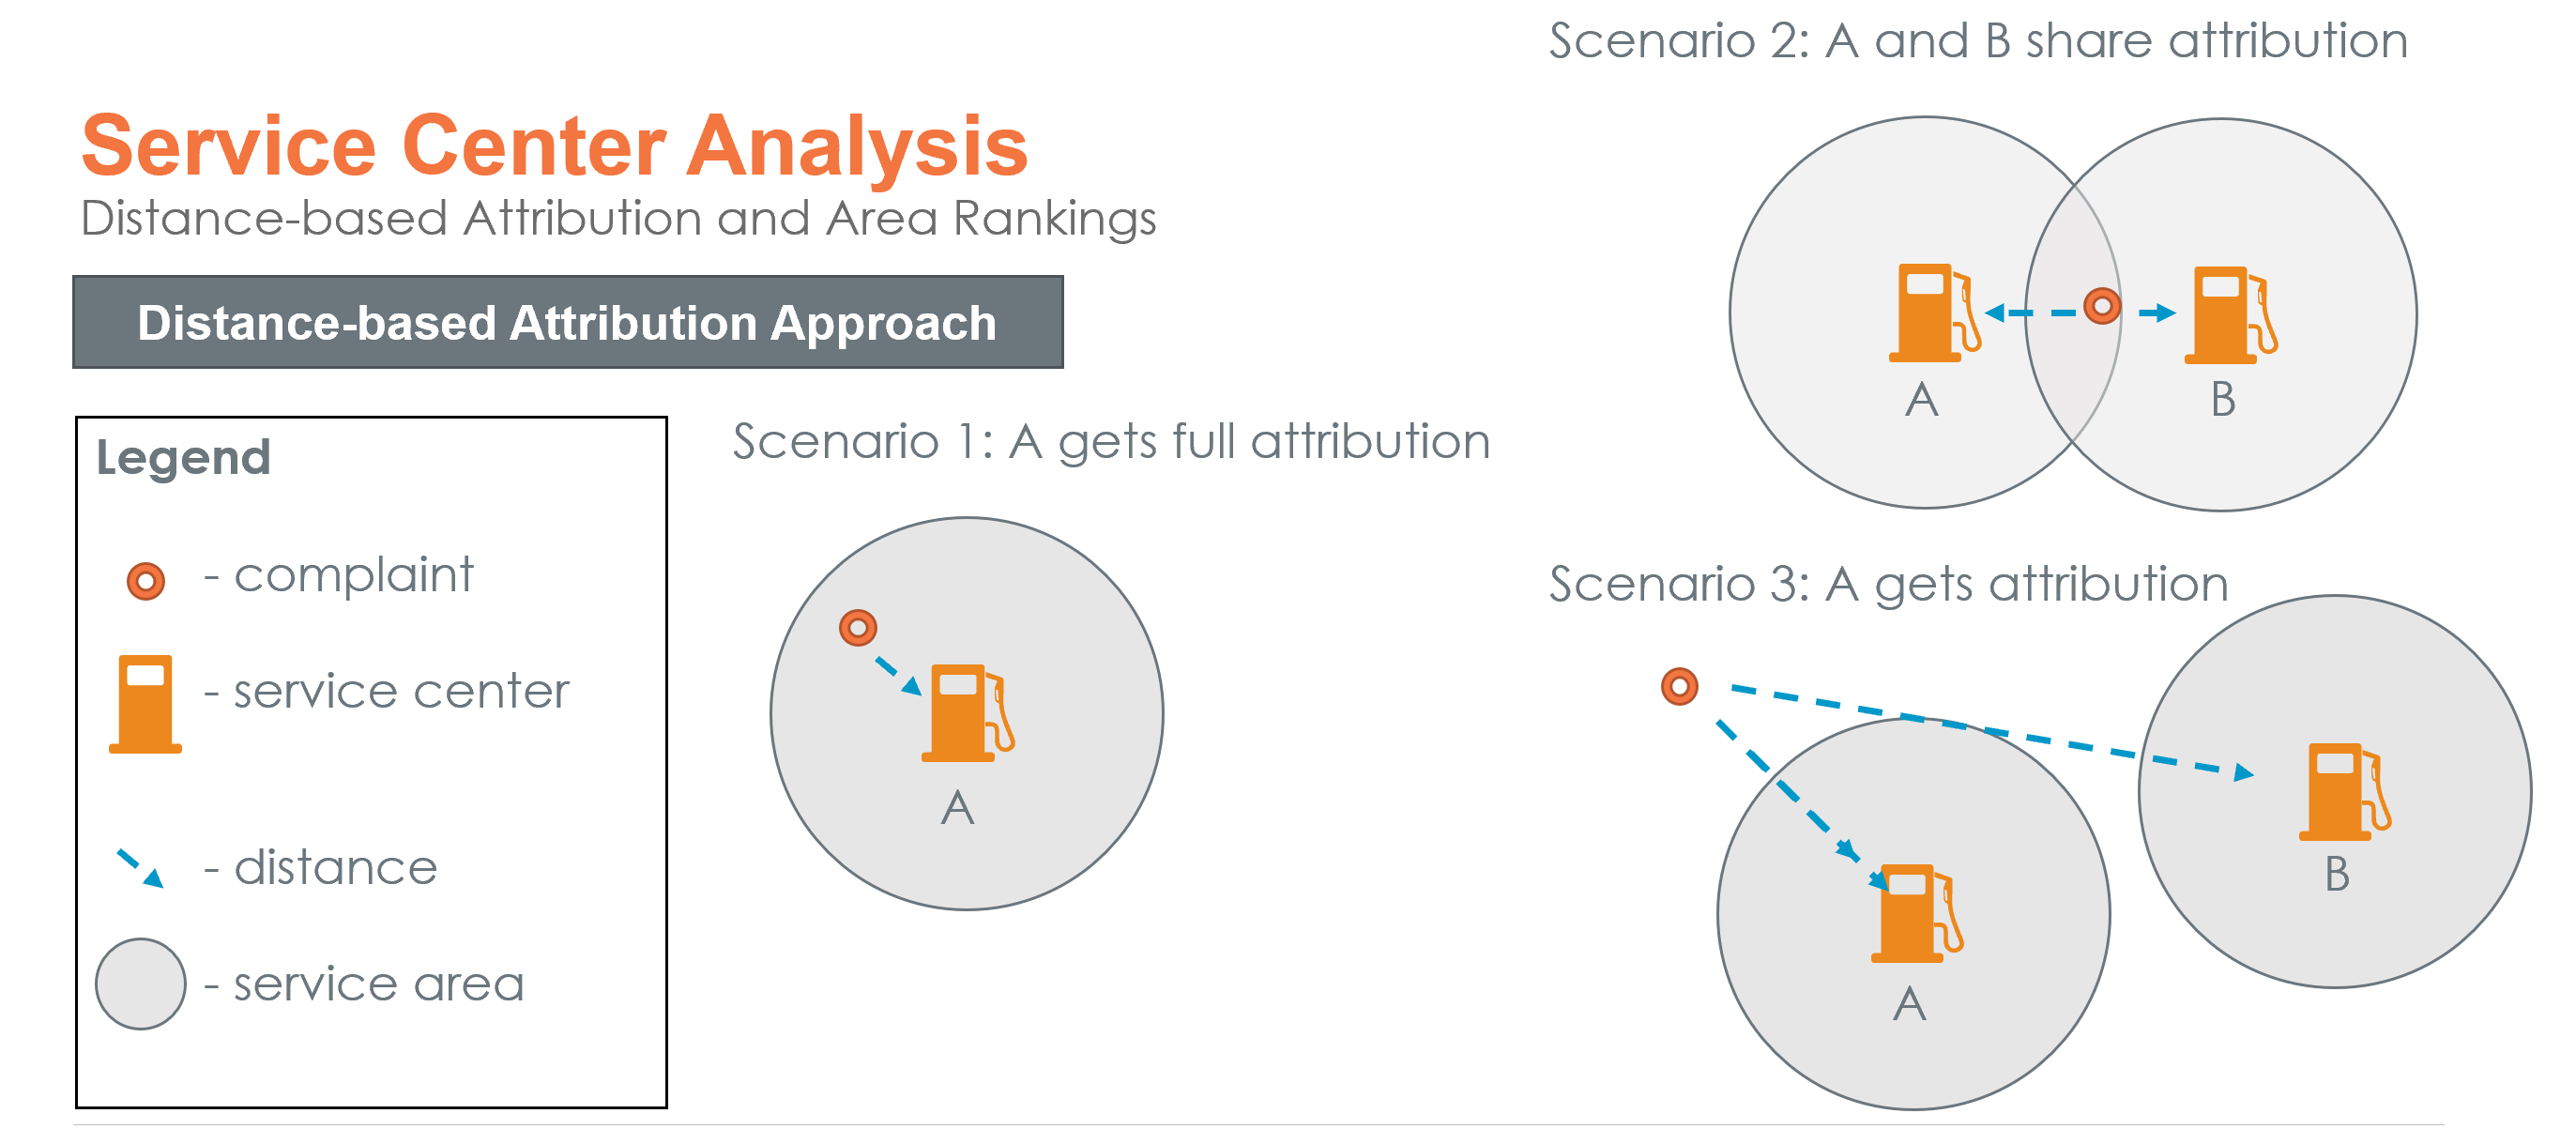 Service Center Analysis
Distance-based Attribution and Area Rankings
Distance-based Attribution Approach
Legend
- complaint
- service center
- distance
- service area
Scenario 1: A gets full attribution
A
Scenario 2: A and B share attribution
A
B
Scenario 3: A gets attribution
B
A